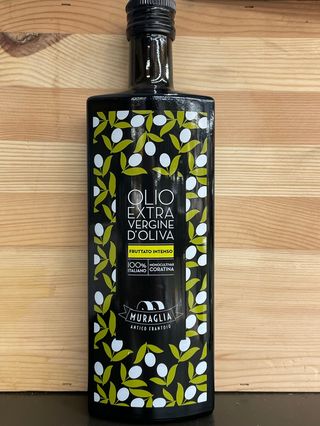 OLIO
EXTRA
VERGINE
D'OLIVA
FRUTTATO INTENSO
100% MONOCULTIVAR
ITALIANO CORATINA
MURAGLIA
ANTICO FRANTOIO